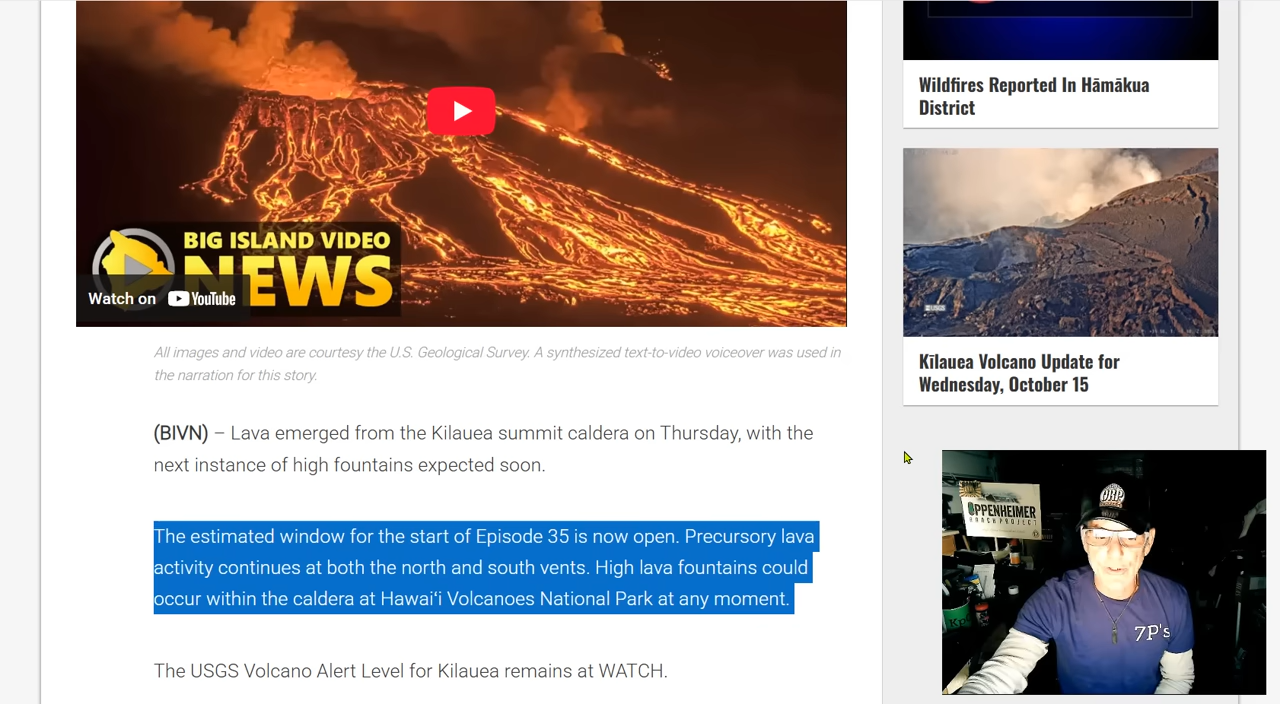 BIG ISLAND VIDEO
NEWS
Watch on YouTube
All images and video are courtesy the U.S. Geological Survey. A synthesized text-to-video voiceover was used in
the narration for this story.
(BIVN) – Lava emerged from the Kilauea summit caldera on Thursday, with the
next instance of high fountains expected soon.
The estimated window for the start of Episode 35 is now open. Precursory lava
activity continues at both the north and south vents. High lava fountains could
occur within the caldera at Hawaiʻi Volcanoes National Park at any moment.
The USGS Volcano Alert Level for Kilauea remains at WATCH.
Wildfires Reported In Hāmākua
District
USGS
Kīlauea Volcano Update for
Wednesday, October 15
OPPENHEIMER
RANCH PROJECT
ORP
7P's